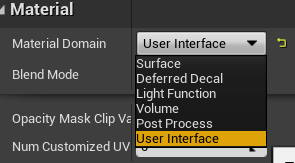 Material
Material Domain User Interface
Blend Mode Surface
Deferred Decal
Light Function
Volume
Opacity Mask Clip Va Post Process
User Interface
Num Customized UV